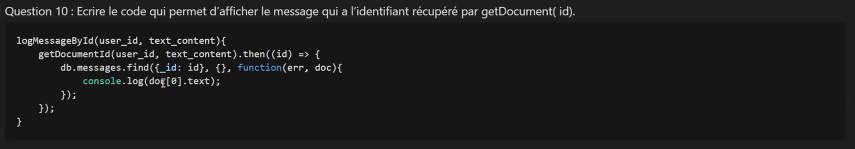 Question 10 : Ecrire le code qui permet d'afficher le message qui a l'identifiant récupéré par getDocument( id).
logMessageById(user_id, text_content){
getDocumentId(user_id, text_content).then((id) => {
db.messages.find({_id: id}, {}, function(err, doc){
console.log(doc[0].text);
});
});
}